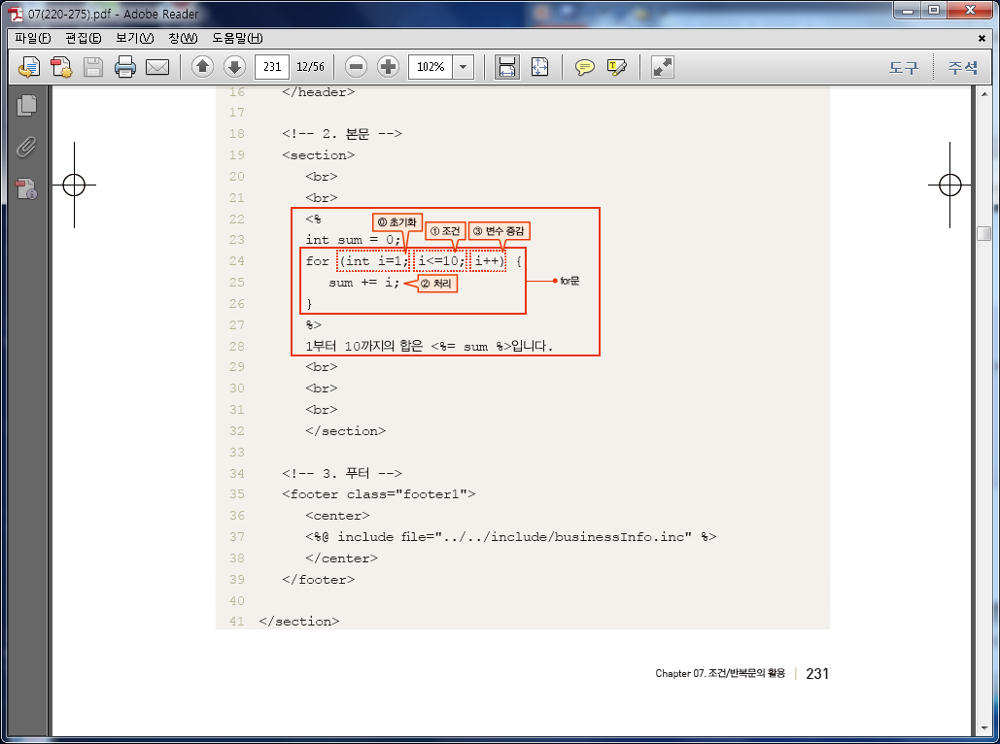 07(220-275).pdf - Adobe Reader
파일(F) 편집(E) 보기(V) 창(W) 도움말(H)
231 12/56 102% 도구 주석
16 </header>
17
18 <!-- 2. 본문 -->
19 <section>
20 <br>
21 <br>
22 <%
⓪ 초기화
① 조건
③ 변수 증감
23 int sum = 0;
24 for (int i=1; i<=10; i++) {
25 sum += i;
② 처리
for문
26 }
27 %>
28 1부터 10까지의 합은 <%= sum %>입니다.
29 <br>
30 <br>
31 <br>
32 </section>
33
34 <!-- 3. 푸터 -->
35 <footer class="footer1">
36 <center>
37 <%@ include file="../../include/businessInfo.inc" %>
38 </center>
39 </footer>
40
41 </section>
Chapter 07. 조건/반복문의 활용 | 231